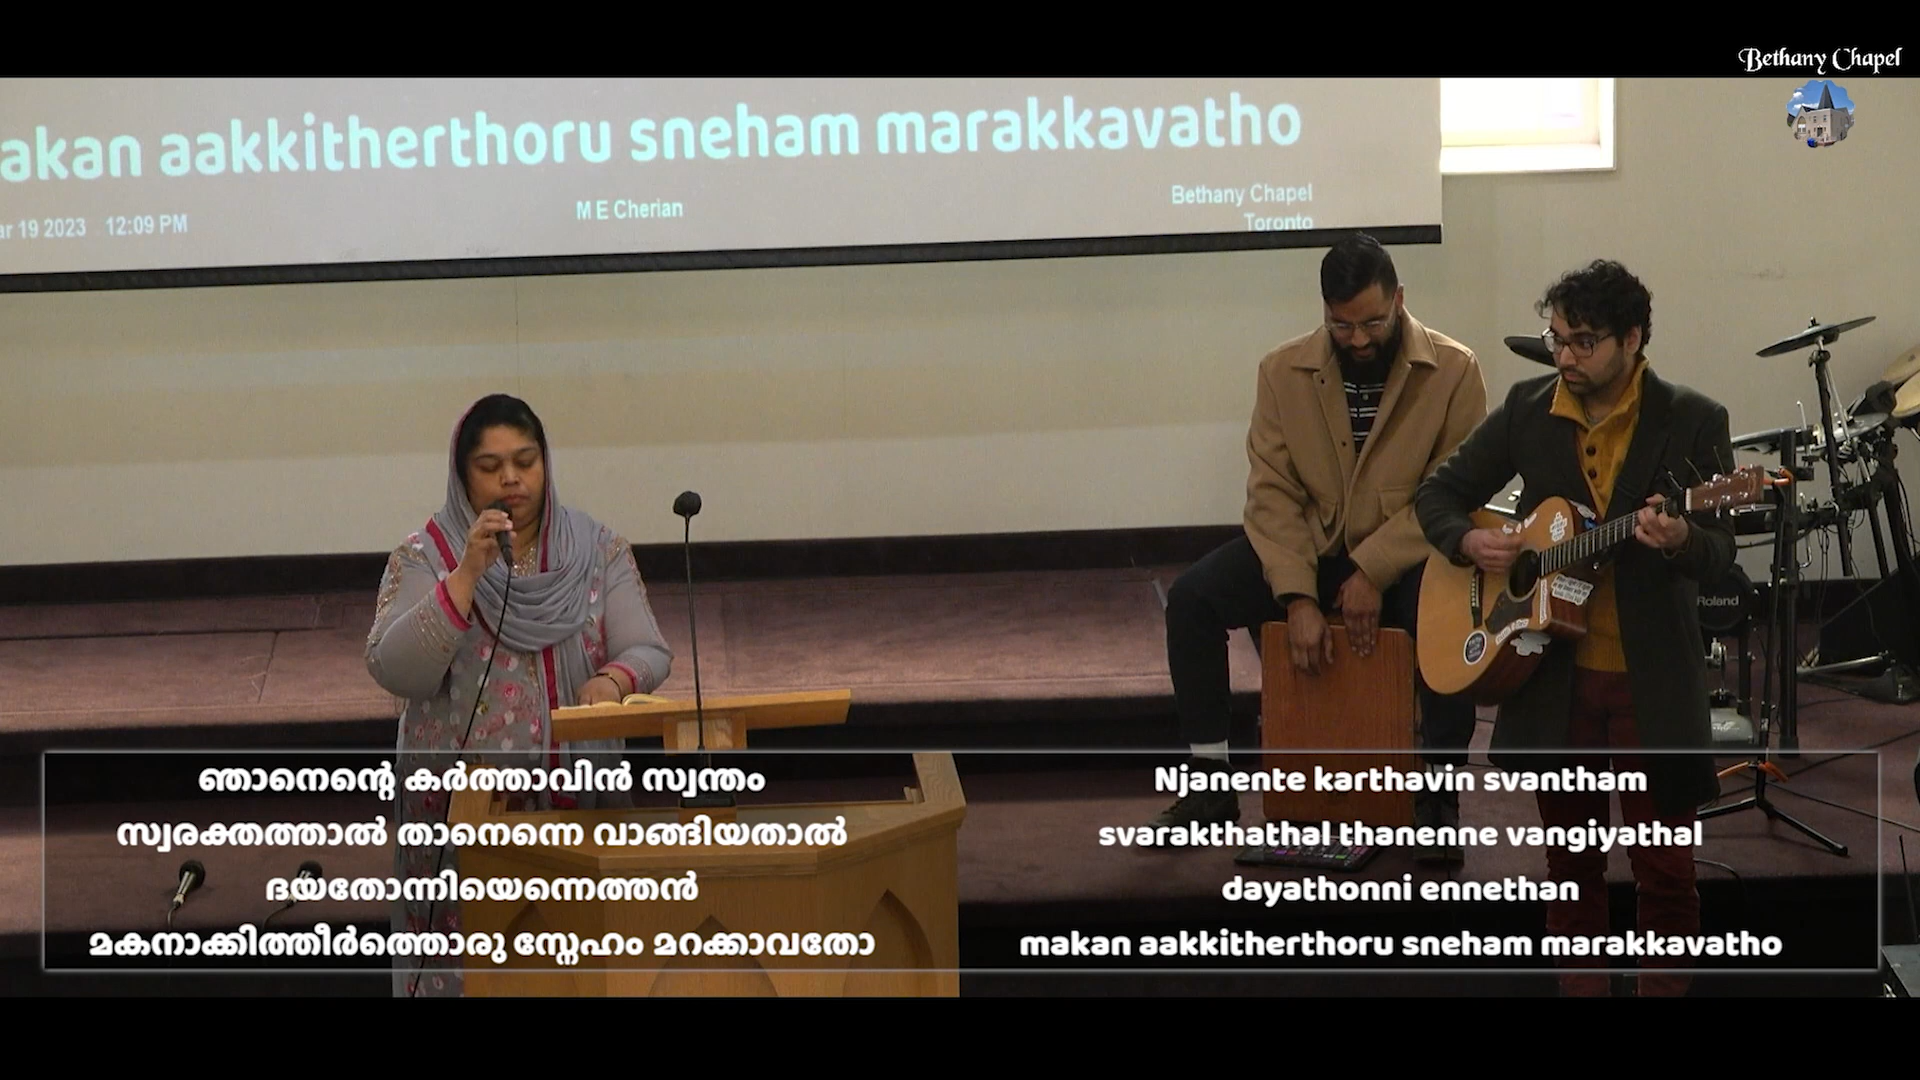 Bethany Chapel
akan aakkitherthoru sneham marakkavatho
ar 19 2023 12:09 PM
M E Cherian
Bethany Chapel
Toronto
Roland
ഞാനെന്റെ കർത്താവിൻ സ്വന്തം
സ്വരക്തത്താൽ താനെന്നെ വാങ്ങിയതാൽ
ദയതോന്നിയെന്നെത്തൻ
മകനാക്കിത്തീർത്തൊരു സ്നേഹം മറക്കാവതോ
Njanente karthavin svantham
svarakthathal thanenne vangiyathal
dayathonni ennethan
makan aakkitherthoru sneham marakkavatho